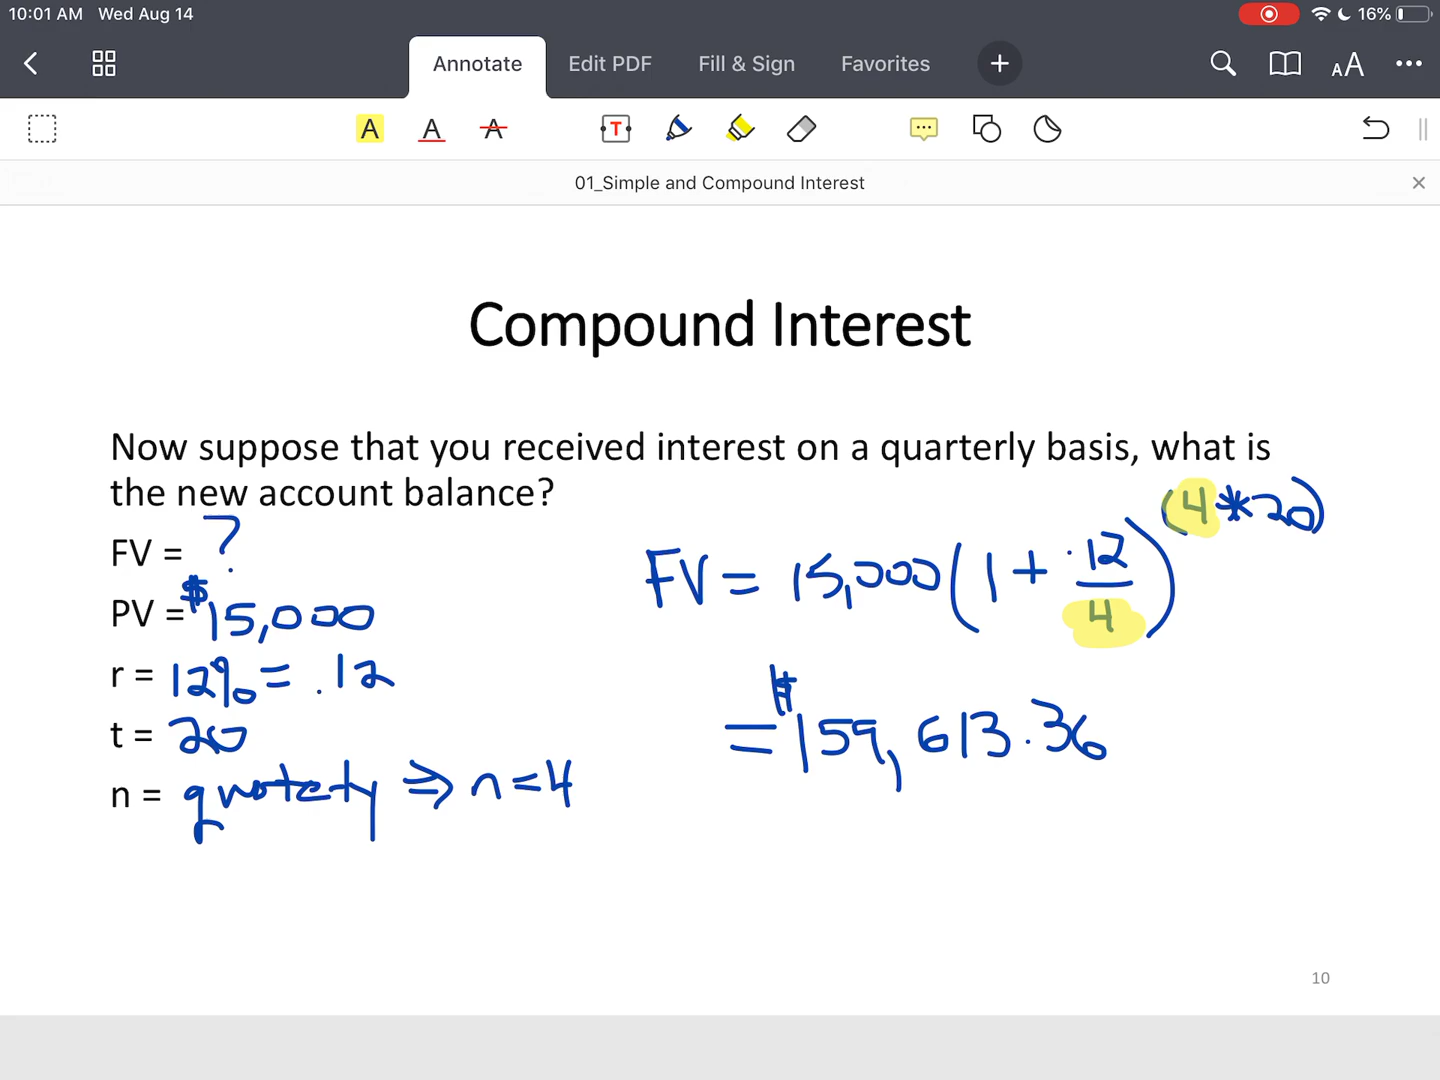 10:01 AM Wed Aug 14 16%
Annotate Edit PDF Fill & Sign Favorites
A A A T
01_Simple and Compound Interest
Compound Interest
Now suppose that you received interest on a quarterly basis, what is
the new account balance?
FV = ?
PV = $15,000
r = 12% = .12
t = 20
n = quarterly ⇒ n=4
FV = 15,000(1 + .12/4)^(4*20)
= $159,613.36
10